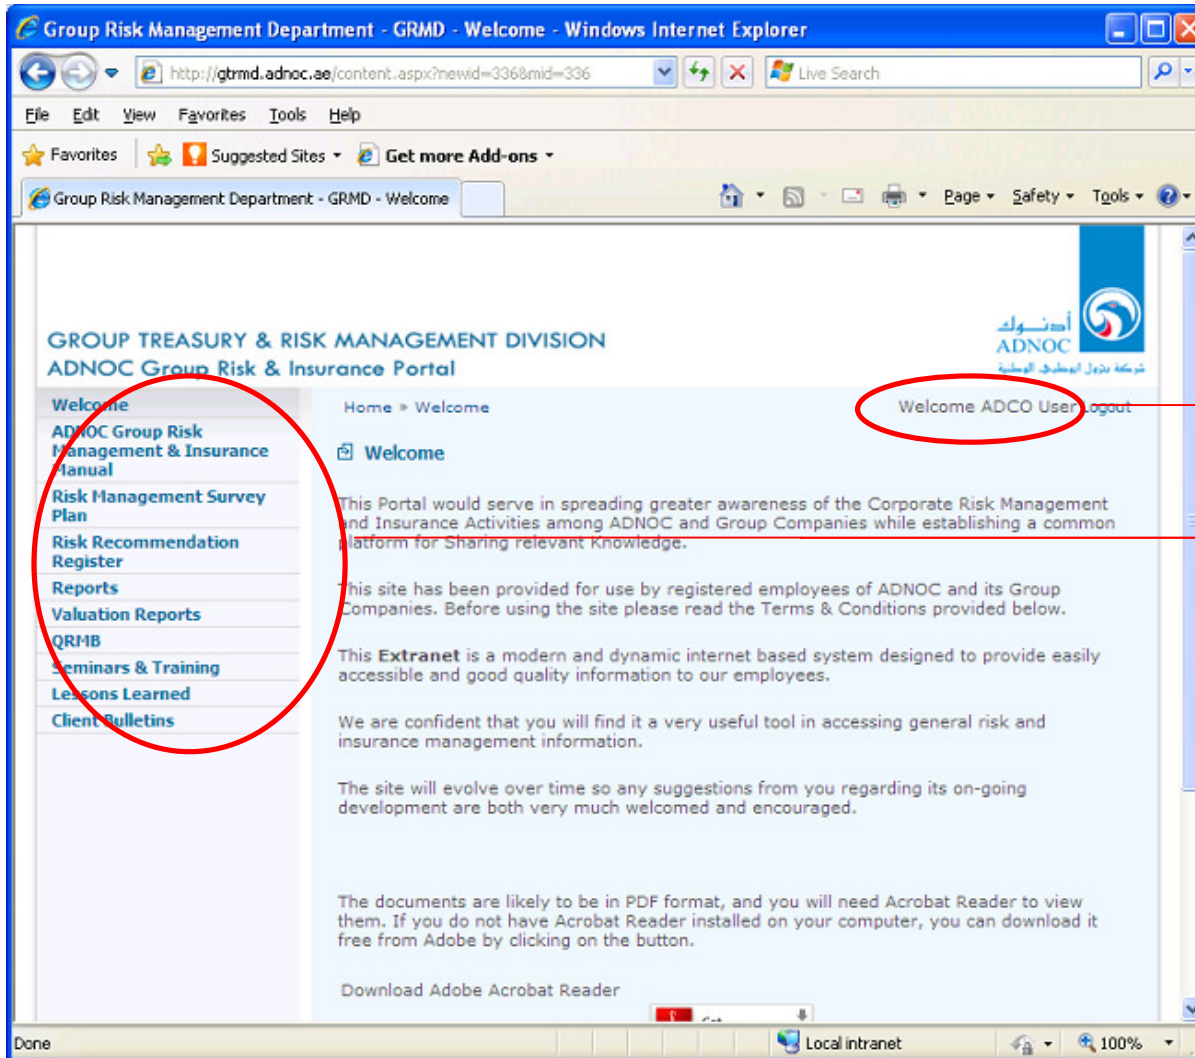 Group Risk Management Department - GRMD - Welcome - Windows Internet Explorer
http://gtrmd.adnoc.ae/content.aspx?newid=336&mid=336
Live Search
File Edit View Favorites Tools Help
Favorites Suggested Sites Get more Add-ons
Group Risk Management Department - GRMD - Welcome
Page Safety Tools
GROUP TREASURY & RISK MANAGEMENT DIVISION
ADNOC Group Risk & Insurance Portal
أدنوك
ADNOC
شركة بترول ابوظبي الوطنية
Welcome
ADNOC Group Risk
Management & Insurance
Manual
Risk Management Survey
Plan
Risk Recommendation
Register
Reports
Valuation Reports
QRMB
Seminars & Training
Lessons Learned
Client Bulletins
Home » Welcome
Welcome ADCO User Logout
Welcome
This Portal would serve in spreading greater awareness of the Corporate Risk Management
and Insurance Activities among ADNOC and Group Companies while establishing a common
platform for Sharing relevant Knowledge.
This site has been provided for use by registered employees of ADNOC and its Group
Companies. Before using the site please read the Terms & Conditions provided below.
This Extranet is a modern and dynamic internet based system designed to provide easily
accessible and good quality information to our employees.
We are confident that you will find it a very useful tool in accessing general risk and
insurance management information.
The site will evolve over time so any suggestions from you regarding its on-going
development are both very much welcomed and encouraged.
The documents are likely to be in PDF format, and you will need Acrobat Reader to view
them. If you do not have Acrobat Reader installed on your computer, you can download it
free from Adobe by clicking on the button.
Download Adobe Acrobat Reader
Done
Local intranet
100%